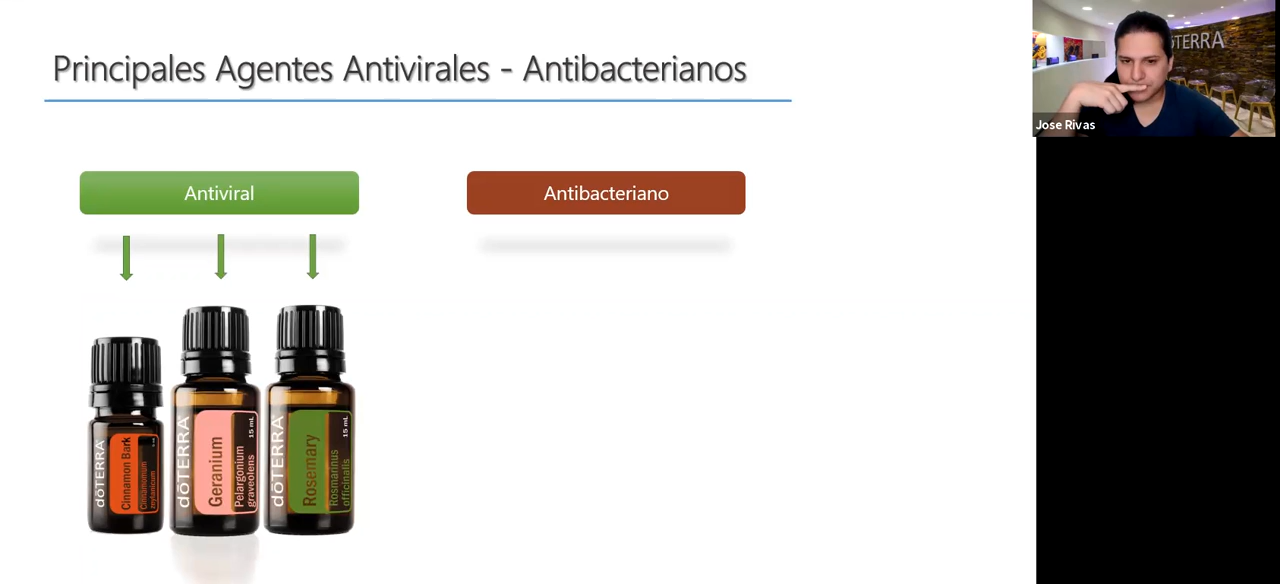 Principales Agentes Antivirales - Antibacterianos
ōTERRA
Jose Rivas
Antiviral
Antibacteriano
dōTERRA
Cinnamon Bark
Cinnamomum
zeylanicum
dōTERRA
Geranium
Pelargonium
graveolens
15 mL
dōTERRA
Rosemary
Rosmarinus
officinalis
15 mL